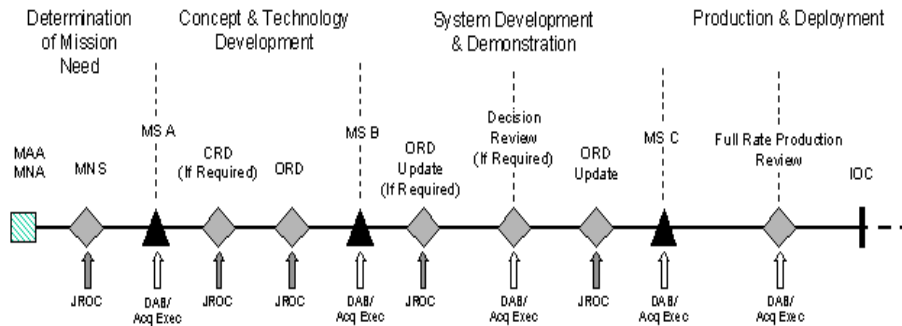 Determination
of Mission
Need
Concept & Technology
Development
System Development
& Demonstration
Production & Deployment
MAA
MNA
MNS
MS A
CRD
(If Required)
ORD
MS B
ORD
Update
(If Required)
Decision
Review
(If Required)
ORD
Update
MS C
Full Rate Production
Review
IOC
JROC
DAB/
Acq Exec
JROC
JROC
DAB/
Acq Exec
JROC
DAB/
Acq Exec
JROC
DAB/
Acq Exec
DAB/
Acq Exec